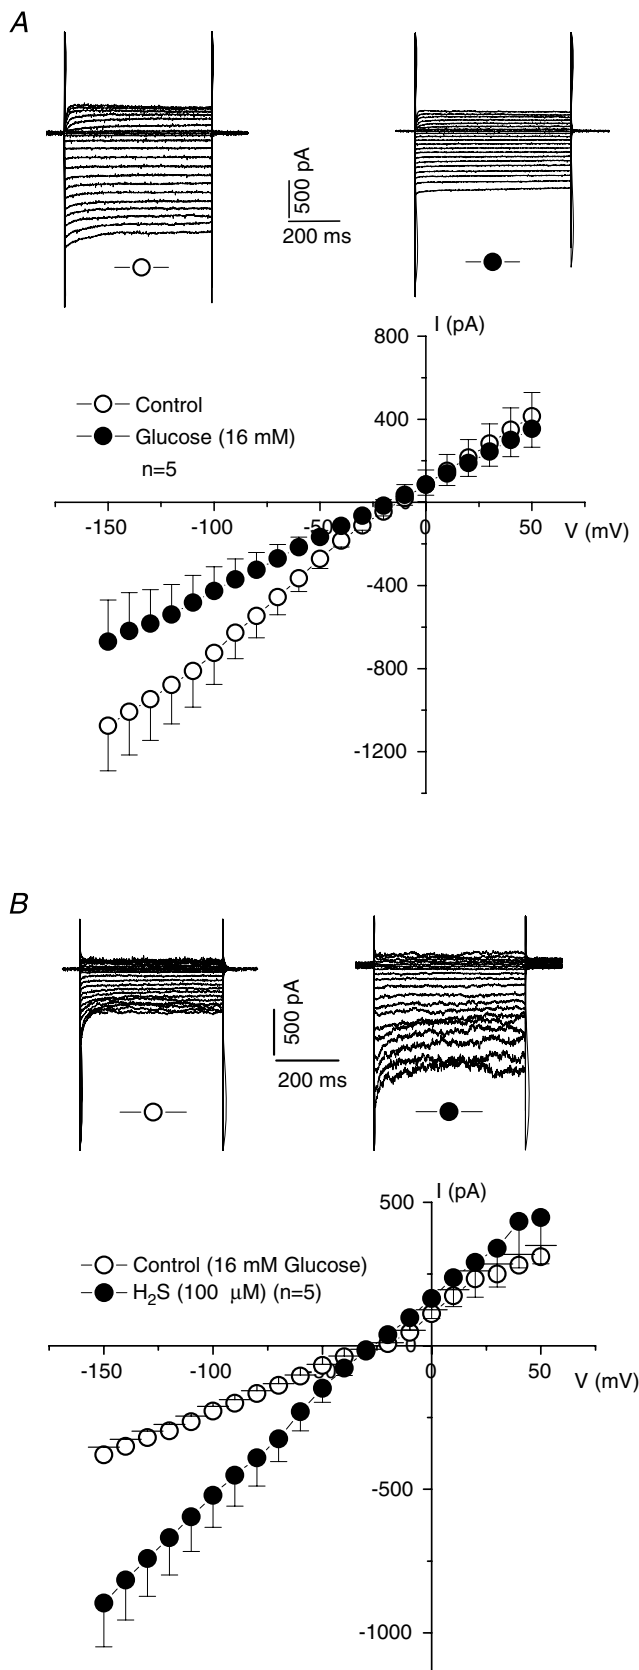 A
500 pA
200 ms
I (pA)
800
Control
Glucose (16 mM)
n=5
400
-150
-100
-50
0
50
V (mV)
-400
-800
-1200
B
500 pA
200 ms
I (pA)
500
Control (16 mM Glucose)
H₂S (100 μM) (n=5)
0
-150
-100
-50
0
50
V (mV)
-500
-1000